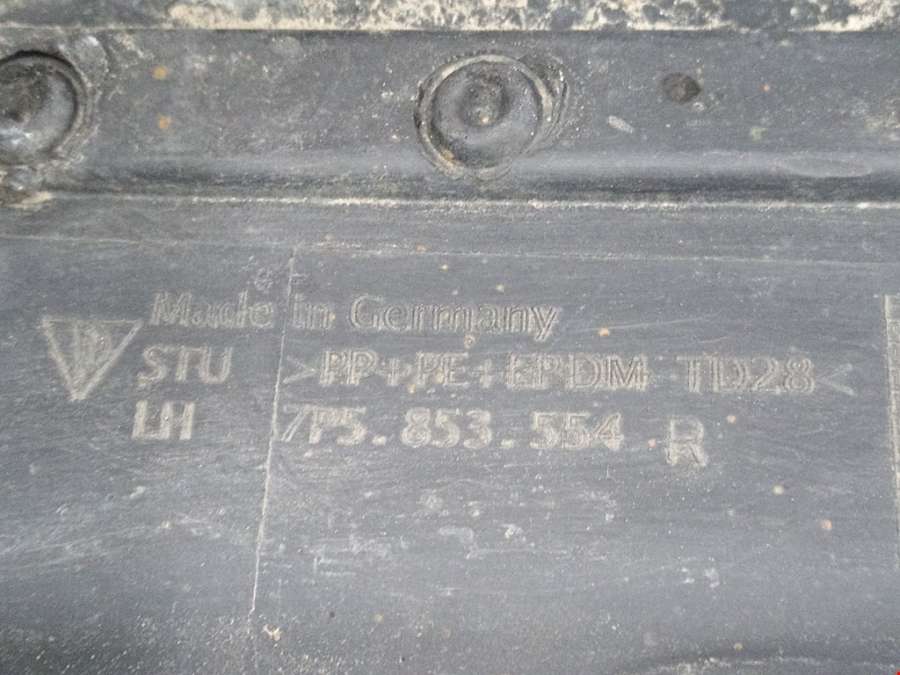 Made in Germany
STU >PP+PE+EPDM TD28<
LH 7P5.853.554 R